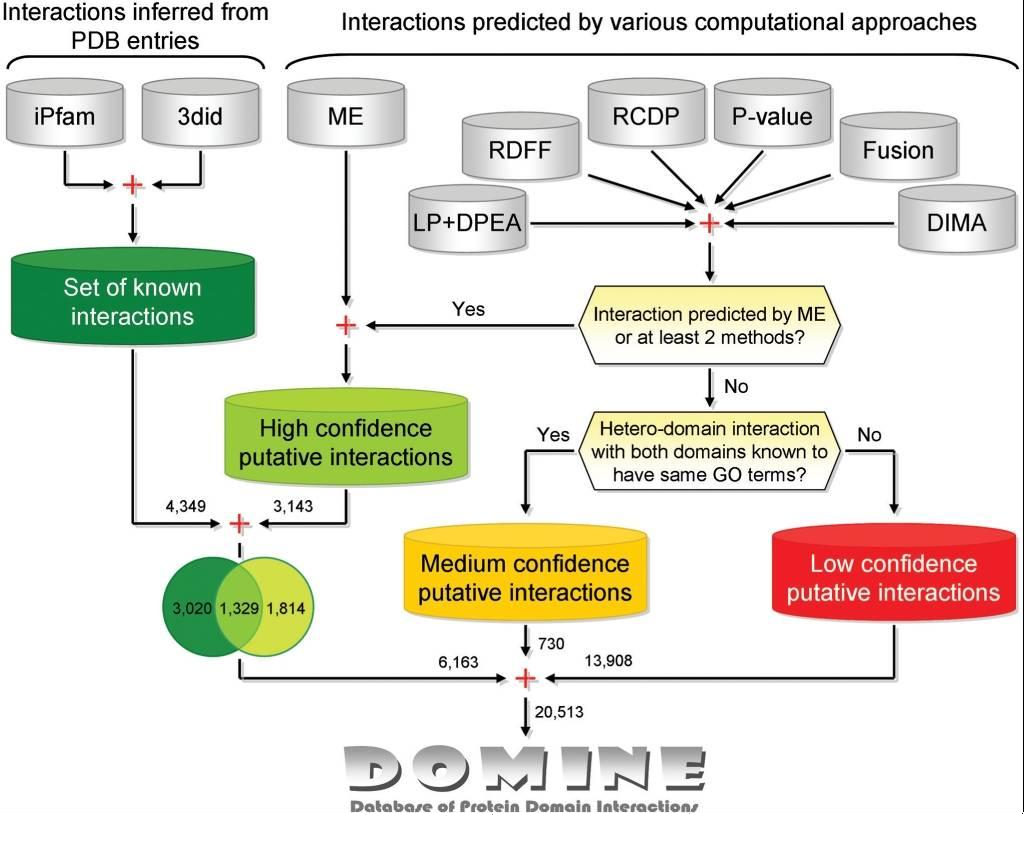 Interactions inferred from
PDB entries
Interactions predicted by various computational approaches
iPfam
3did
ME
RDFF
RCDP
P-value
Fusion
LP+DPEA
DIMA
+
+
Set of known
interactions
Yes
+
Interaction predicted by ME
or at least 2 methods?
No
High confidence
putative interactions
Yes
Hetero-domain interaction
with both domains known to
have same GO terms?
No
4,349
+
3,143
Medium confidence
putative interactions
Low confidence
putative interactions
3,020
1,329
1,814
730
6,163
+
13,908
20,513
DOMINE
Database of Protein Domain Interactions